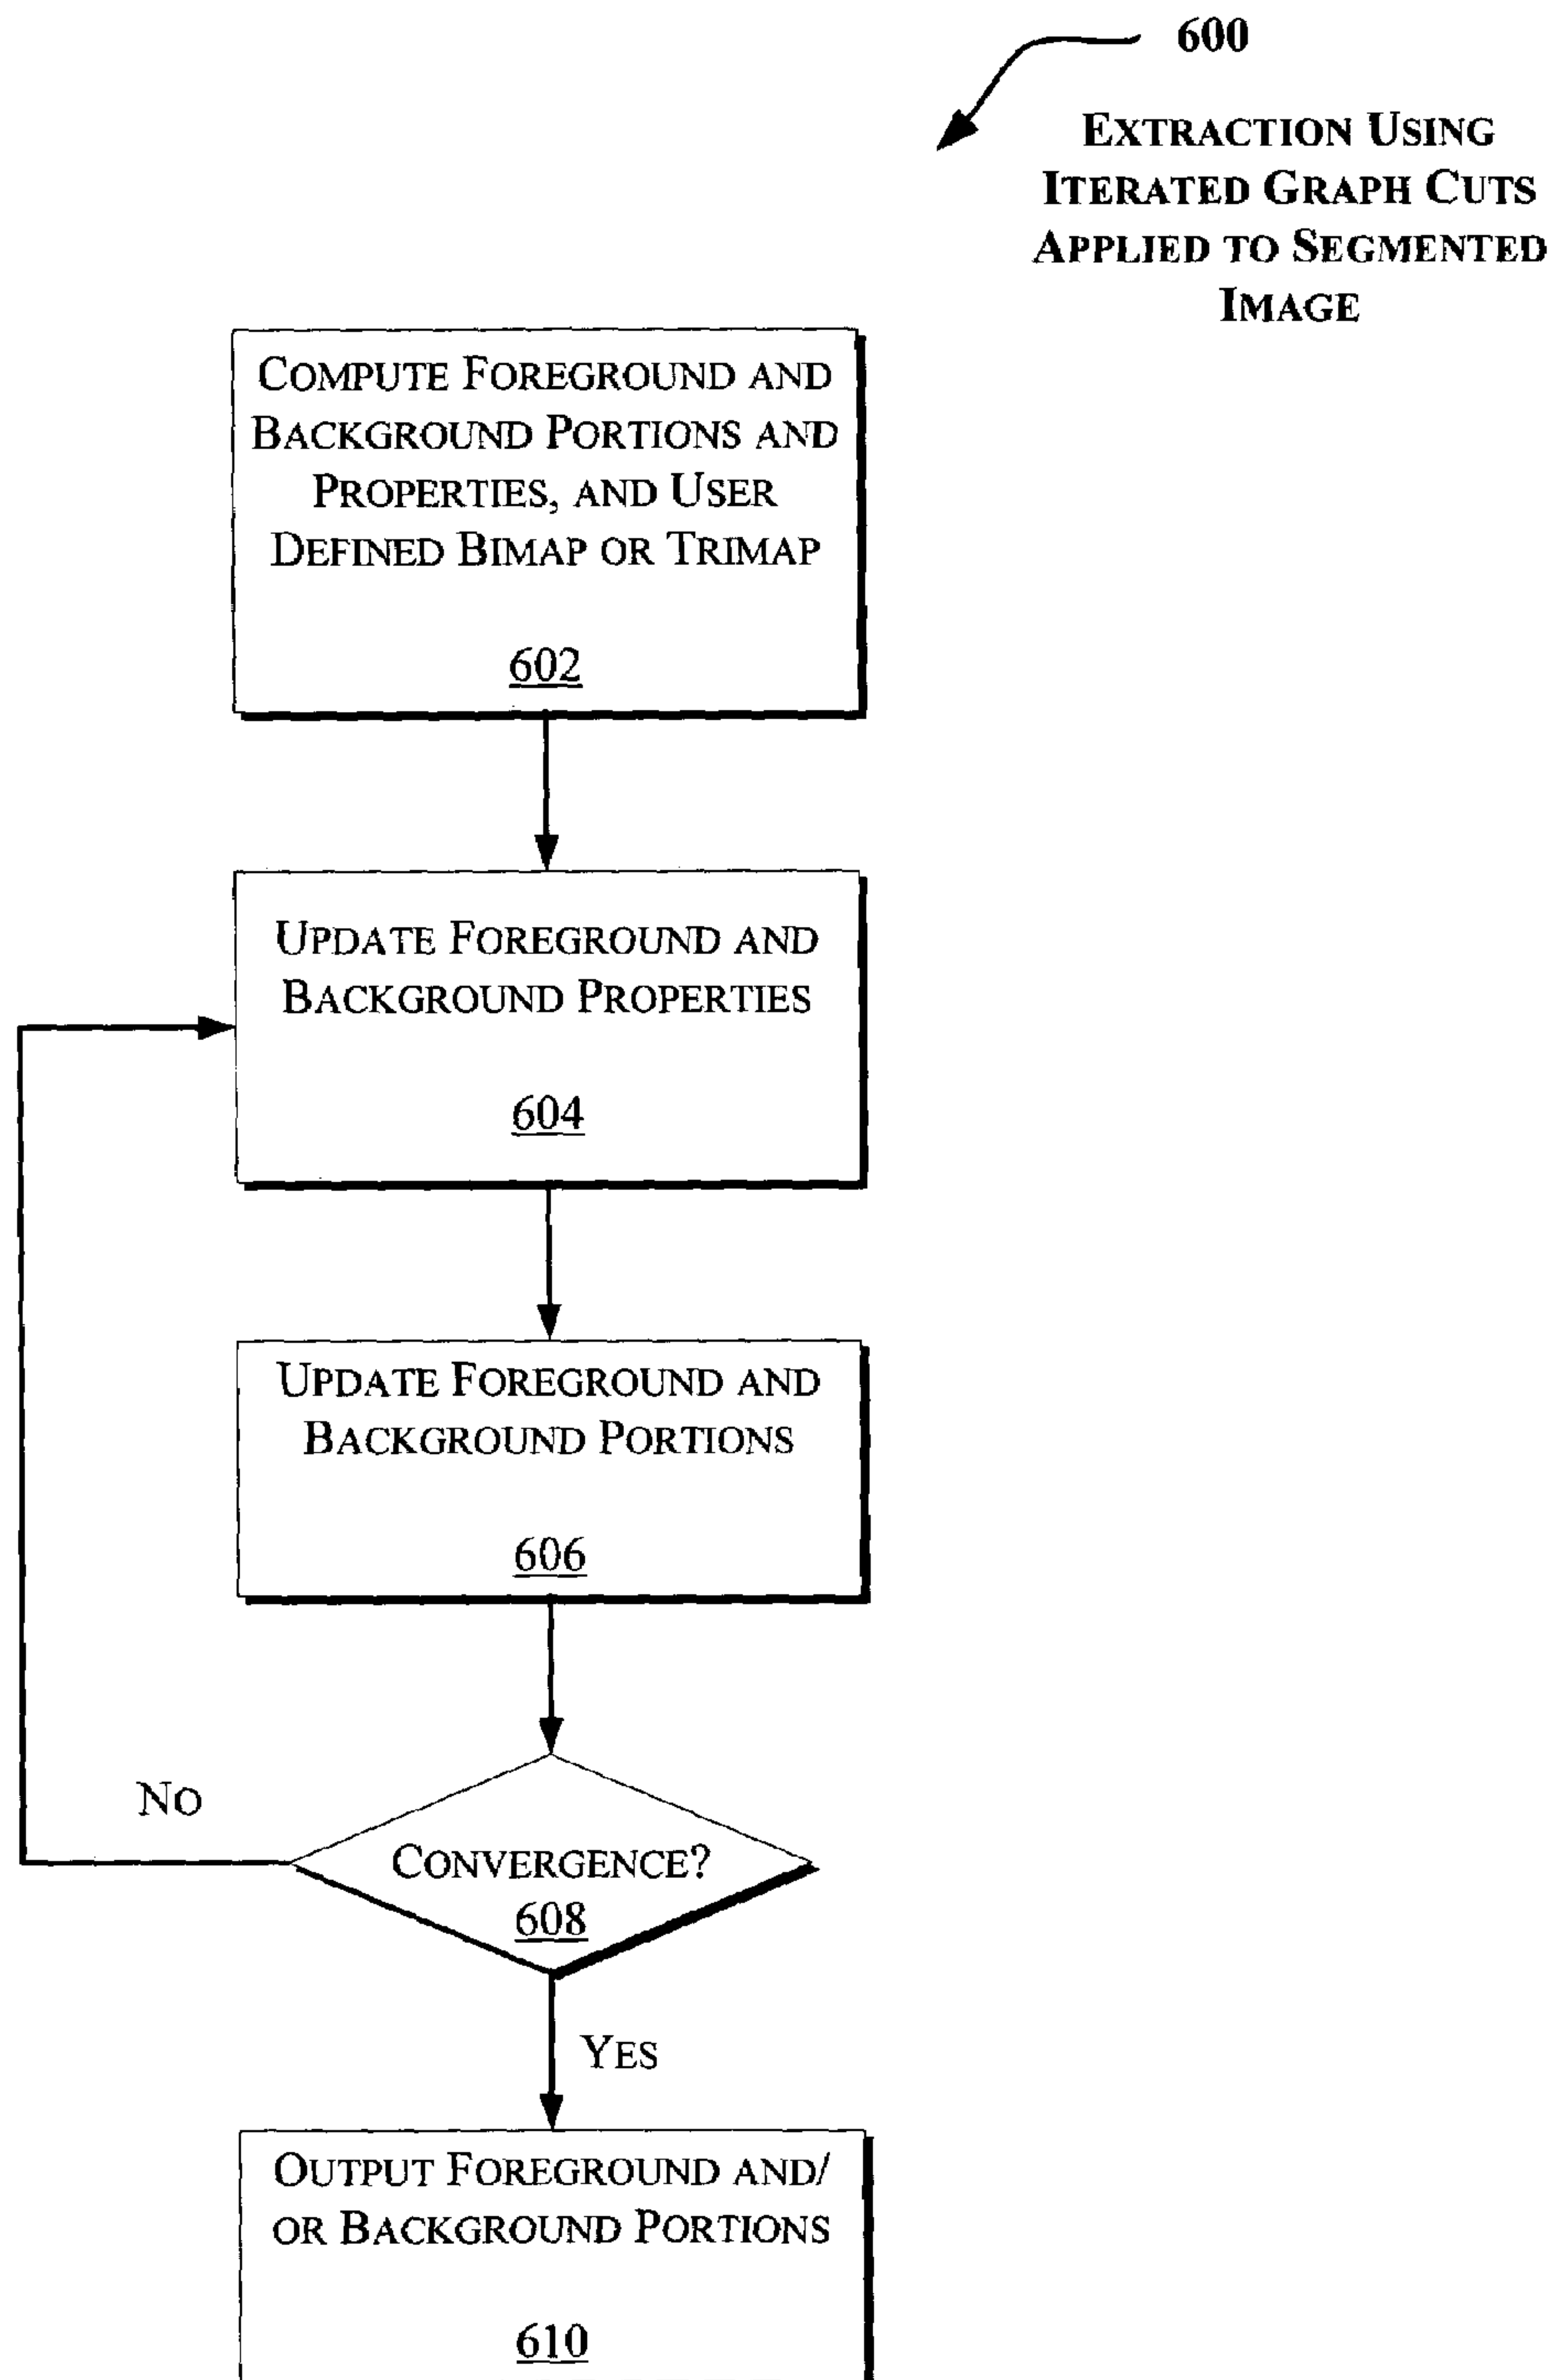 600
EXTRACTION USING
ITERATED GRAPH CUTS
APPLIED TO SEGMENTED
IMAGE
COMPUTE FOREGROUND AND
BACKGROUND PORTIONS AND
PROPERTIES, AND USER
DEFINED BIMAP OR TRIMAP
602
UPDATE FOREGROUND AND
BACKGROUND PROPERTIES
604
UPDATE FOREGROUND AND
BACKGROUND PORTIONS
606
NO
CONVERGENCE?
608
YES
OUTPUT FOREGROUND AND/
OR BACKGROUND PORTIONS
610